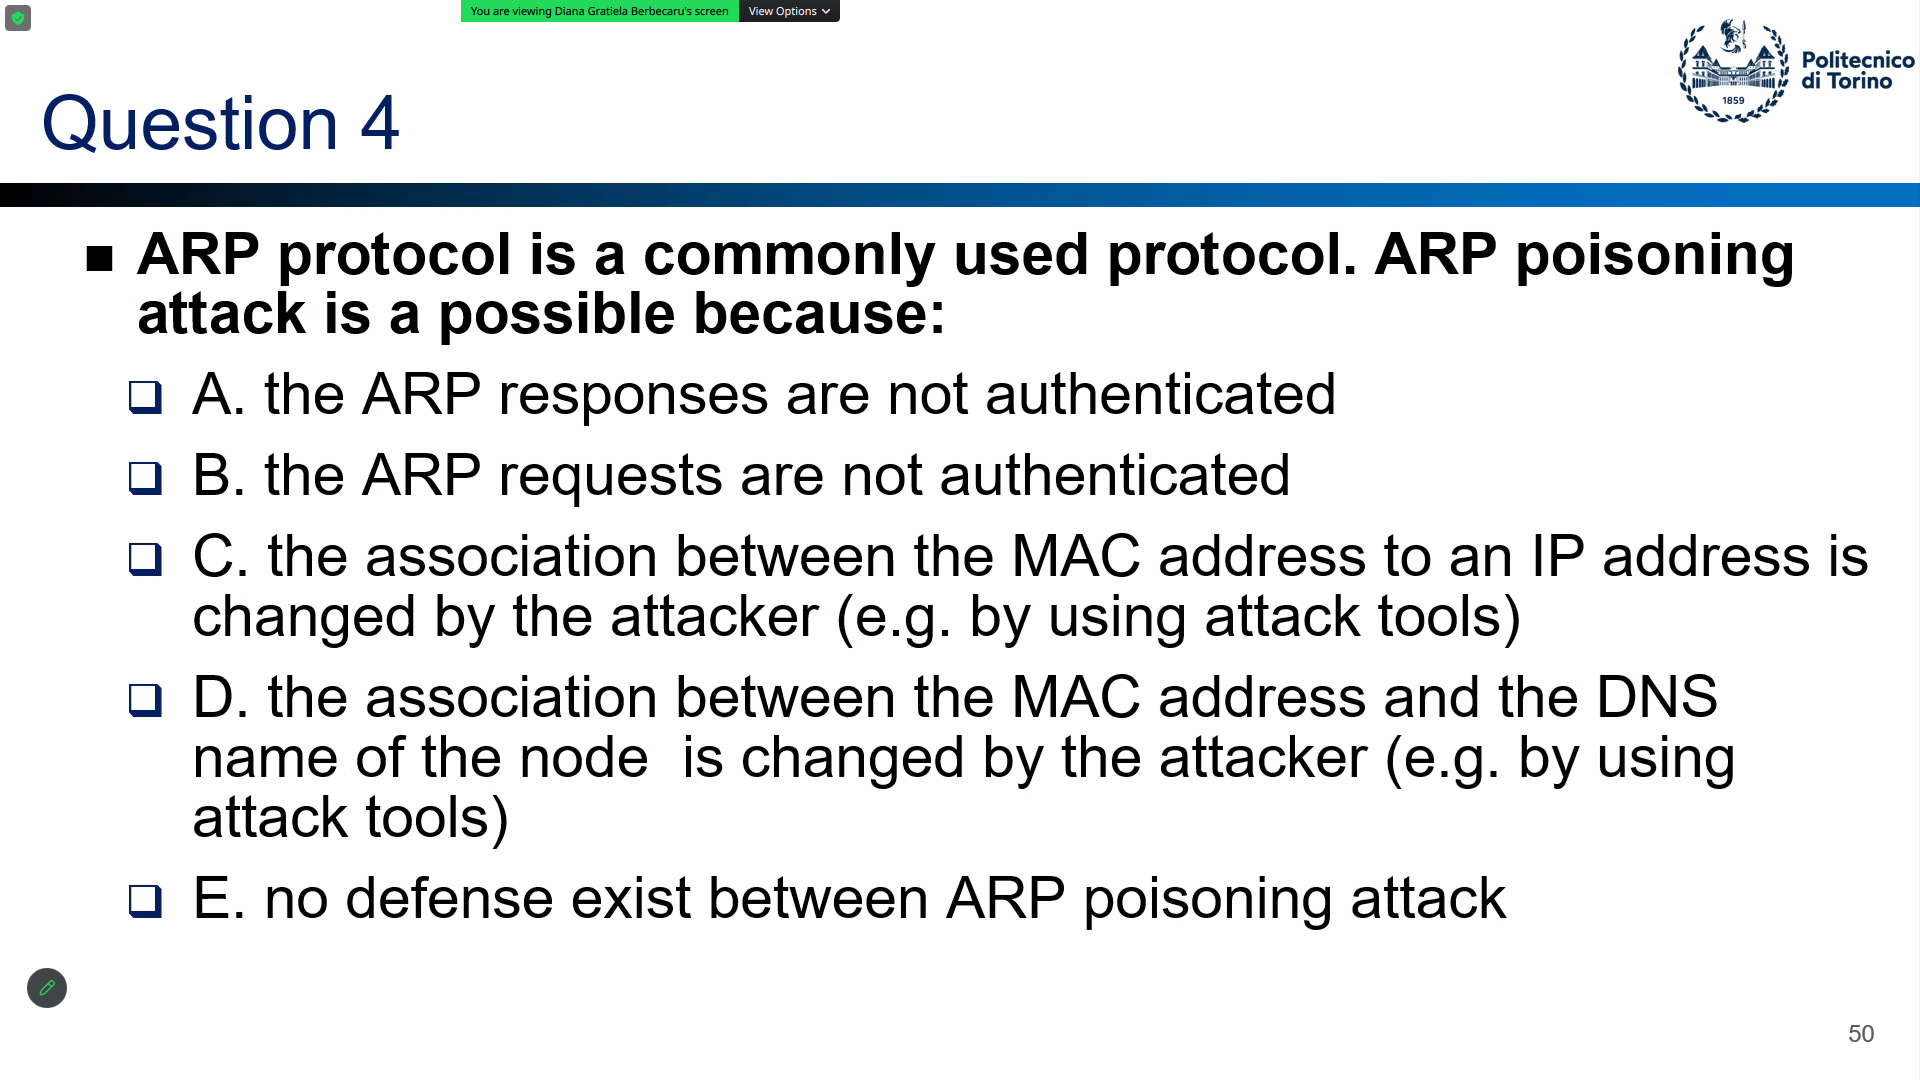 You are viewing Diana Gratiela Berbecaru's screen
View Options
Politecnico
di Torino
1859
Question 4
ARP protocol is a commonly used protocol. ARP poisoning
attack is a possible because:
A. the ARP responses are not authenticated
B. the ARP requests are not authenticated
C. the association between the MAC address to an IP address is
changed by the attacker (e.g. by using attack tools)
D. the association between the MAC address and the DNS
name of the node is changed by the attacker (e.g. by using
attack tools)
E. no defense exist between ARP poisoning attack
50